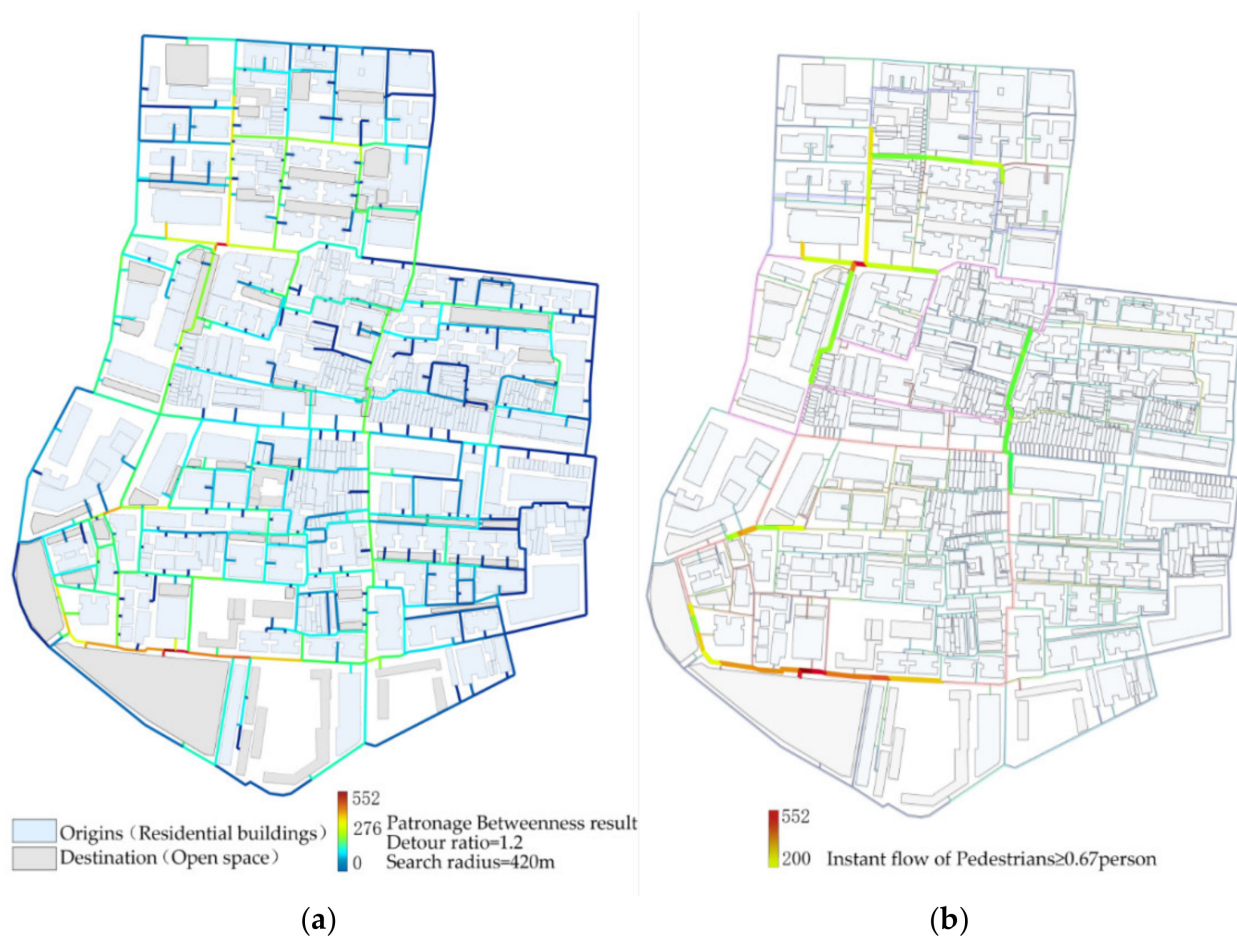 Origins (Residential buildings)
Destination (Open space)
552
276
0
Patronage Betweenness result
Detour ratio=1.2
Search radius=420m
552
200
Instant flow of Pedestrians≥0.67person
(a)
(b)